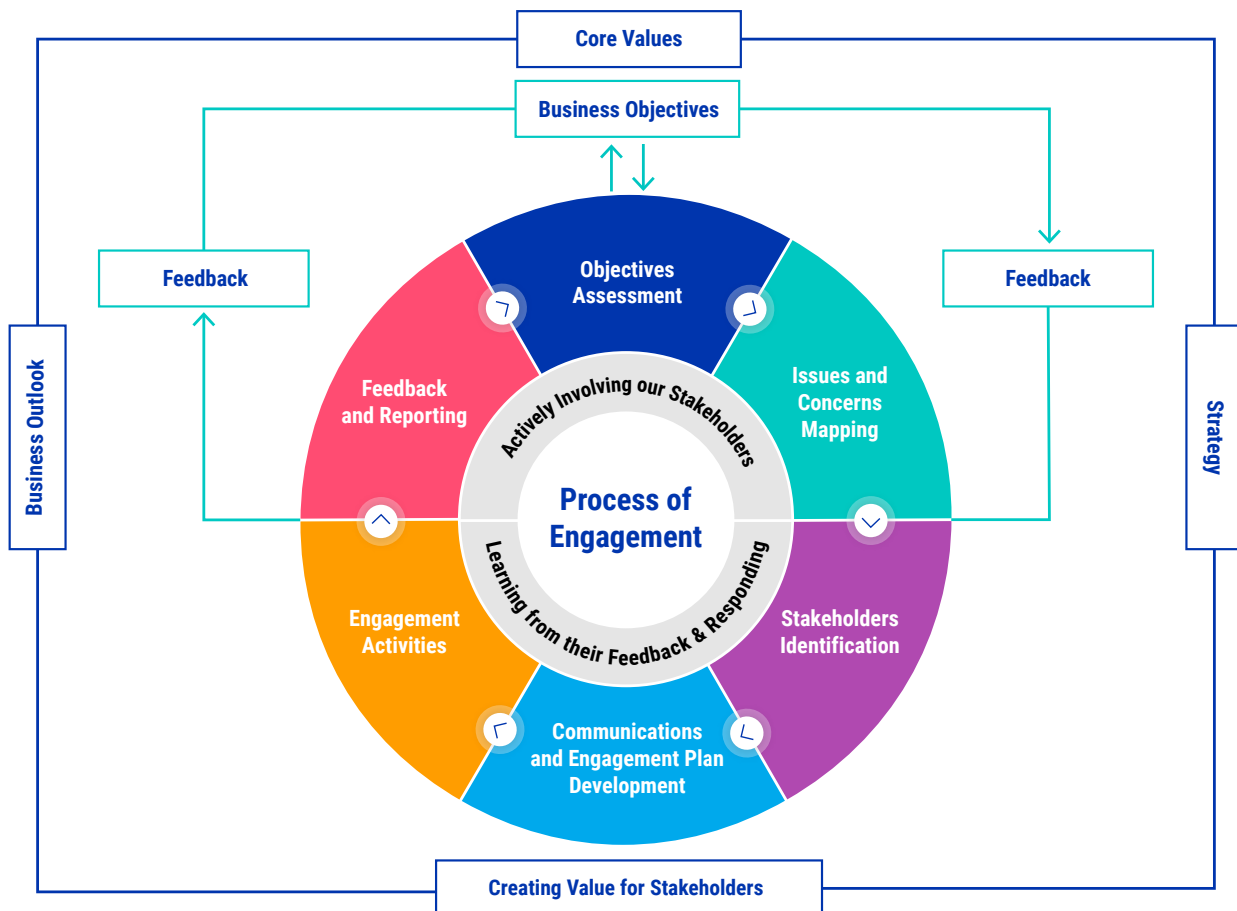 Core Values
Business Objectives
Feedback
Feedback
Objectives
Assessment
Issues and
Concerns
Mapping
Stakeholders
Identification
Communications
and Engagement Plan
Development
Engagement
Activities
Feedback
and Reporting
Actively Involving our Stakeholders
Process of
Engagement
Learning from their Feedback & Responding
Business Outlook
Strategy
Creating Value for Stakeholders